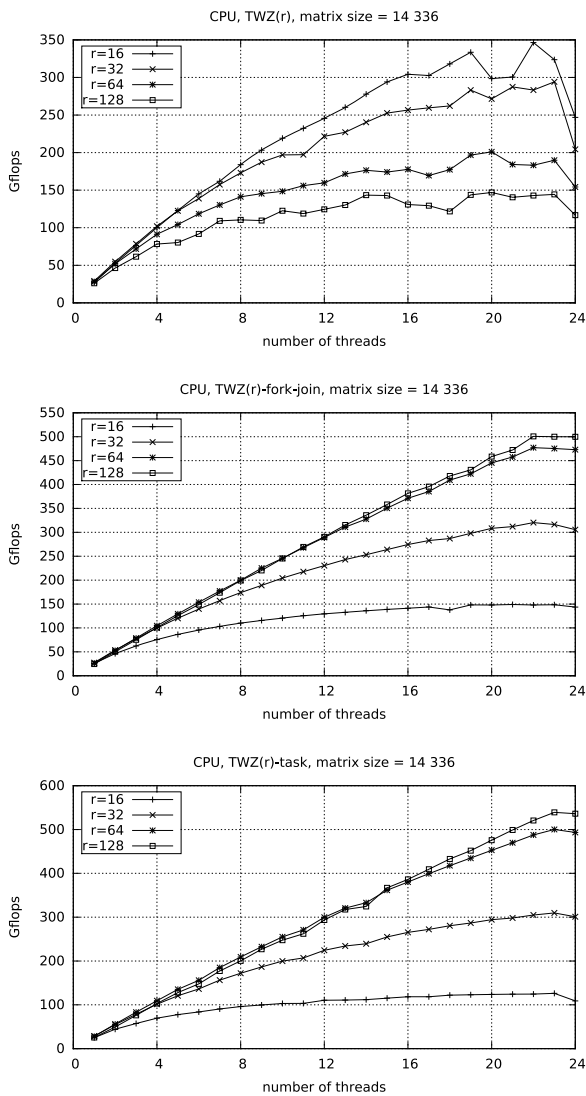 CPU, TWZ(r), matrix size = 14 336
350
300
250
200
150
100
50
0
Gflops
r=16
r=32
r=64
r=128
0 4 8 12 16 20 24
number of threads
CPU, TWZ(r)-fork-join, matrix size = 14 336
550
500
450
400
350
300
250
200
150
100
50
0
Gflops
r=16
r=32
r=64
r=128
0 4 8 12 16 20 24
number of threads
CPU, TWZ(r)-task, matrix size = 14 336
600
500
400
300
200
100
0
Gflops
r=16
r=32
r=64
r=128
0 4 8 12 16 20 24
number of threads